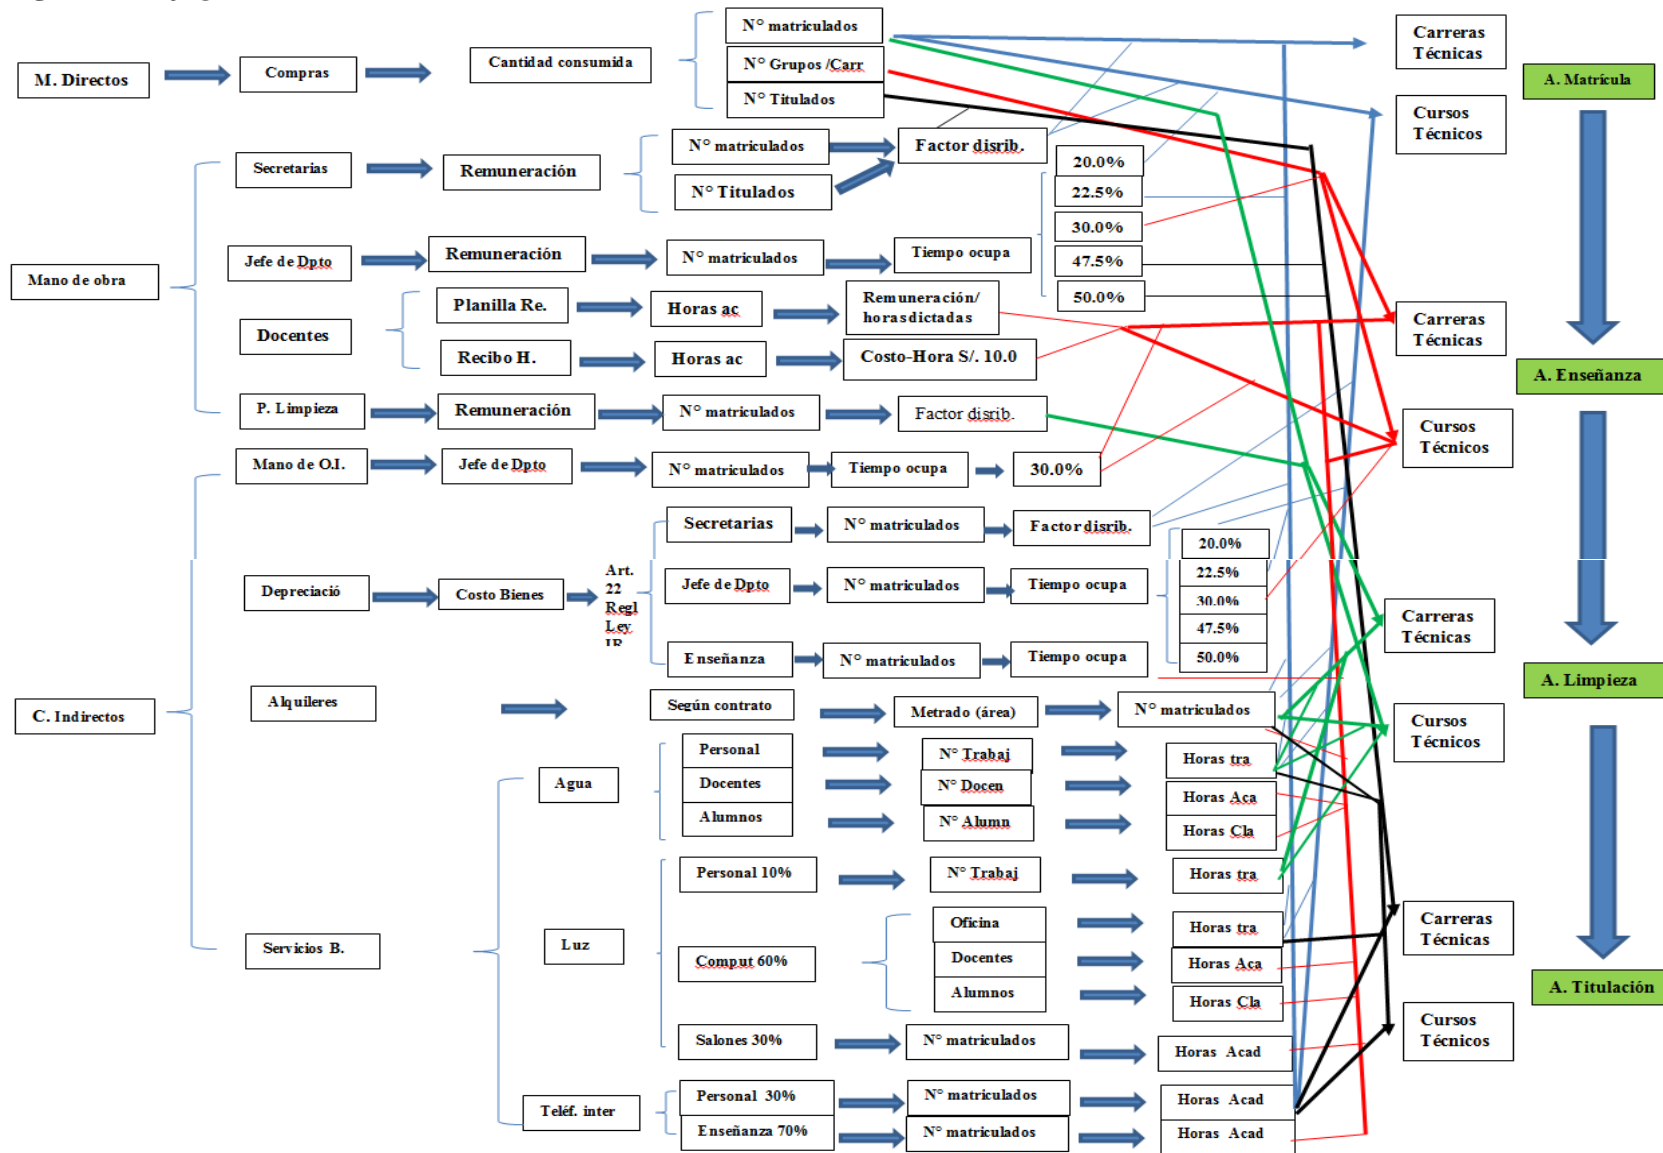 N° matriculados
Carreras
Técnicas
M. Directos
Compras
Cantidad consumida
N° Grupos /Carr
A. Matrícula
N° Titulados
Cursos
Técnicos
Secretarias
Remuneración
N° matriculados
Factor disrib.
20.0%
N° Titulados
22.5%
30.0%
Mano de obra
Jefe de Dpto
Remuneración
N° matriculados
Tiempo ocupa
47.5%
50.0%
Docentes
Planilla Re.
Horas ac
Remuneración/
horas dictadas
Carreras
Técnicas
Recibo H.
Horas ac
Costo-Hora S/. 10.0
A. Enseñanza
P. Limpieza
Remuneración
N° matriculados
Factor disrib.
Cursos
Técnicos
Mano de O.I.
Jefe de Dpto
N° matriculados
Tiempo ocupa
30.0%
Secretarias
N° matriculados
Factor disrib.
20.0%
Depreciació
Costo Bienes
Art.
22
Regl
Ley
IR
Jefe de Dpto
N° matriculados
Tiempo ocupa
22.5%
30.0%
47.5%
50.0%
Carreras
Técnicas
Enseñanza
N° matriculados
Tiempo ocupa
A. Limpieza
C. Indirectos
Alquileres
Según contrato
Metrado (área)
N° matriculados
Cursos
Técnicos
Agua
Personal
N° Trabaj
Horas tra
Docentes
N° Docen
Horas Aca
Alumnos
N° Alumn
Horas Cla
Servicios B.
Luz
Personal 10%
N° Trabaj
Horas tra
Comput 60%
Oficina
Horas tra
Carreras
Técnicas
Docentes
Horas Aca
Alumnos
Horas Cla
A. Titulación
Salones 30%
N° matriculados
Horas Acad
Cursos
Técnicos
Teléf. inter
Personal 30%
N° matriculados
Horas Acad
Enseñanza 70%
N° matriculados
Horas Acad